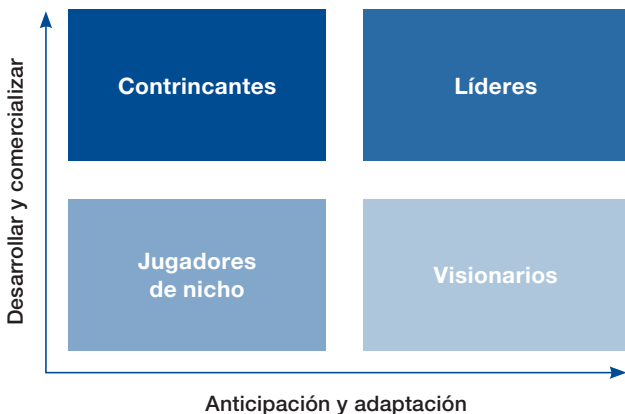 Desarrollar y comercializar
Contrincantes
Líderes
Jugadores
de nicho
Visionarios
Anticipación y adaptación